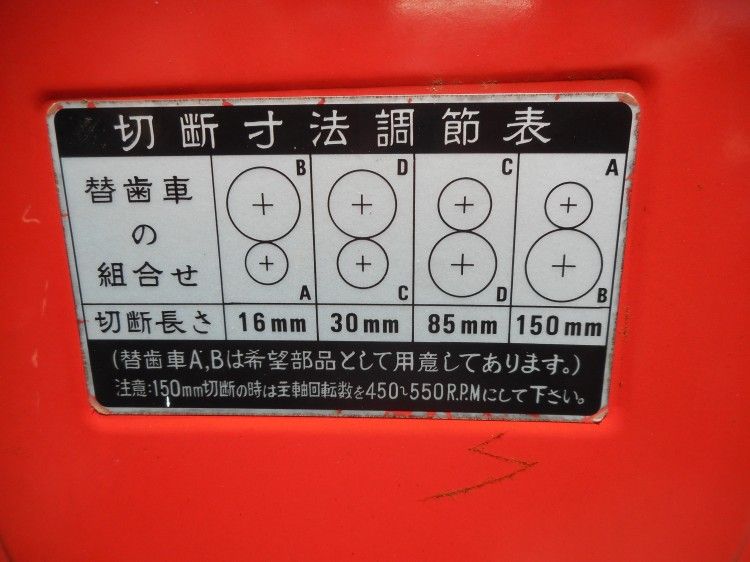 切断寸法調節表
替歯車
の
組合せ
B
A
D
C
C
D
A
B
切断長さ 16mm 30mm 85mm 150mm
(替歯車A,Bは希望部品として用意してあります。)
注意:150mm切断の時は主軸回転数を450~550R.P.Mにして下さい。